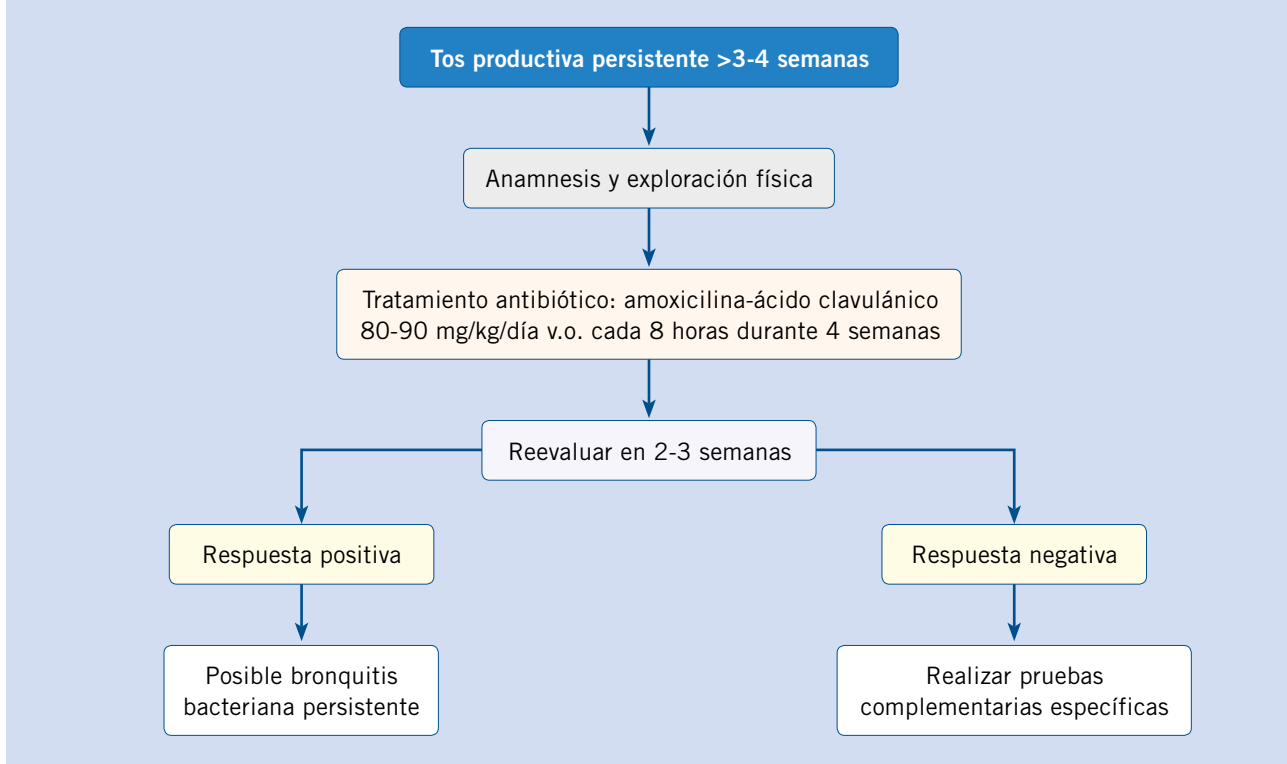 Tos productiva persistente >3-4 semanas
Anamnesis y exploración física
Tratamiento antibiótico: amoxicilina-ácido clavulánico
80-90 mg/kg/día v.o. cada 8 horas durante 4 semanas
Reevaluar en 2-3 semanas
Respuesta positiva
Respuesta negativa
Posible bronquitis
bacteriana persistente
Realizar pruebas
complementarias específicas